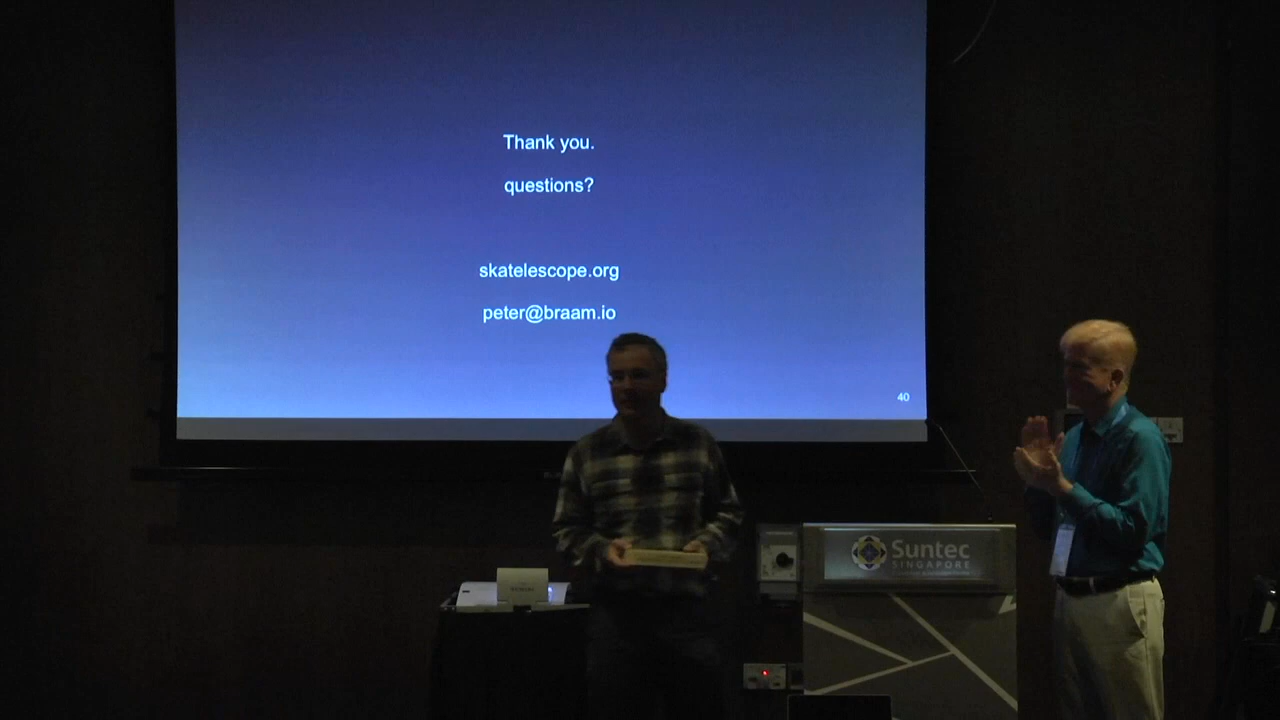 Thank you.
questions?
skatelescope.org
peter@braam.io
40
Suntec
SINGAPORE